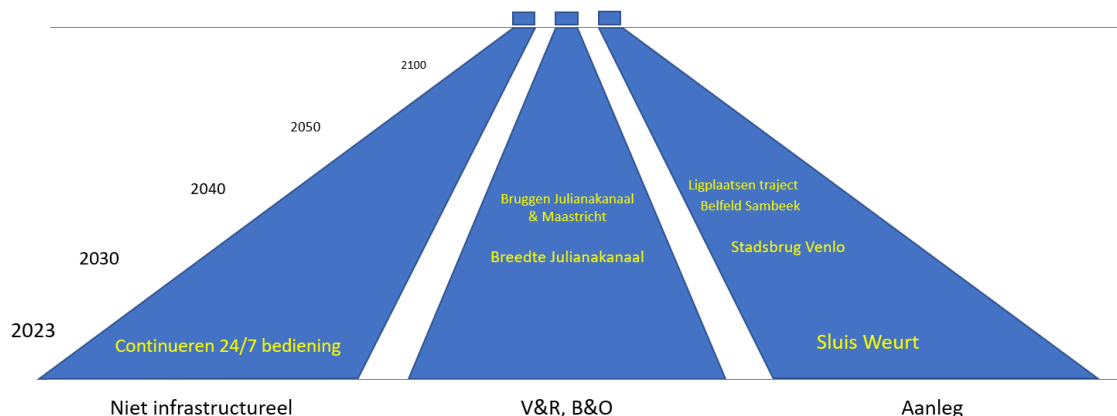 2100
2050
2040
2030
2023
Continueren 24/7 bediening
Bruggen Julianakanaal
& Maastricht
Breedte Julianakanaal
Ligplaatsen traject
Belfeld Sambeek
Stadsbrug Venlo
Sluis Weurt
Niet infrastructureel
V&R, B&O
Aanleg